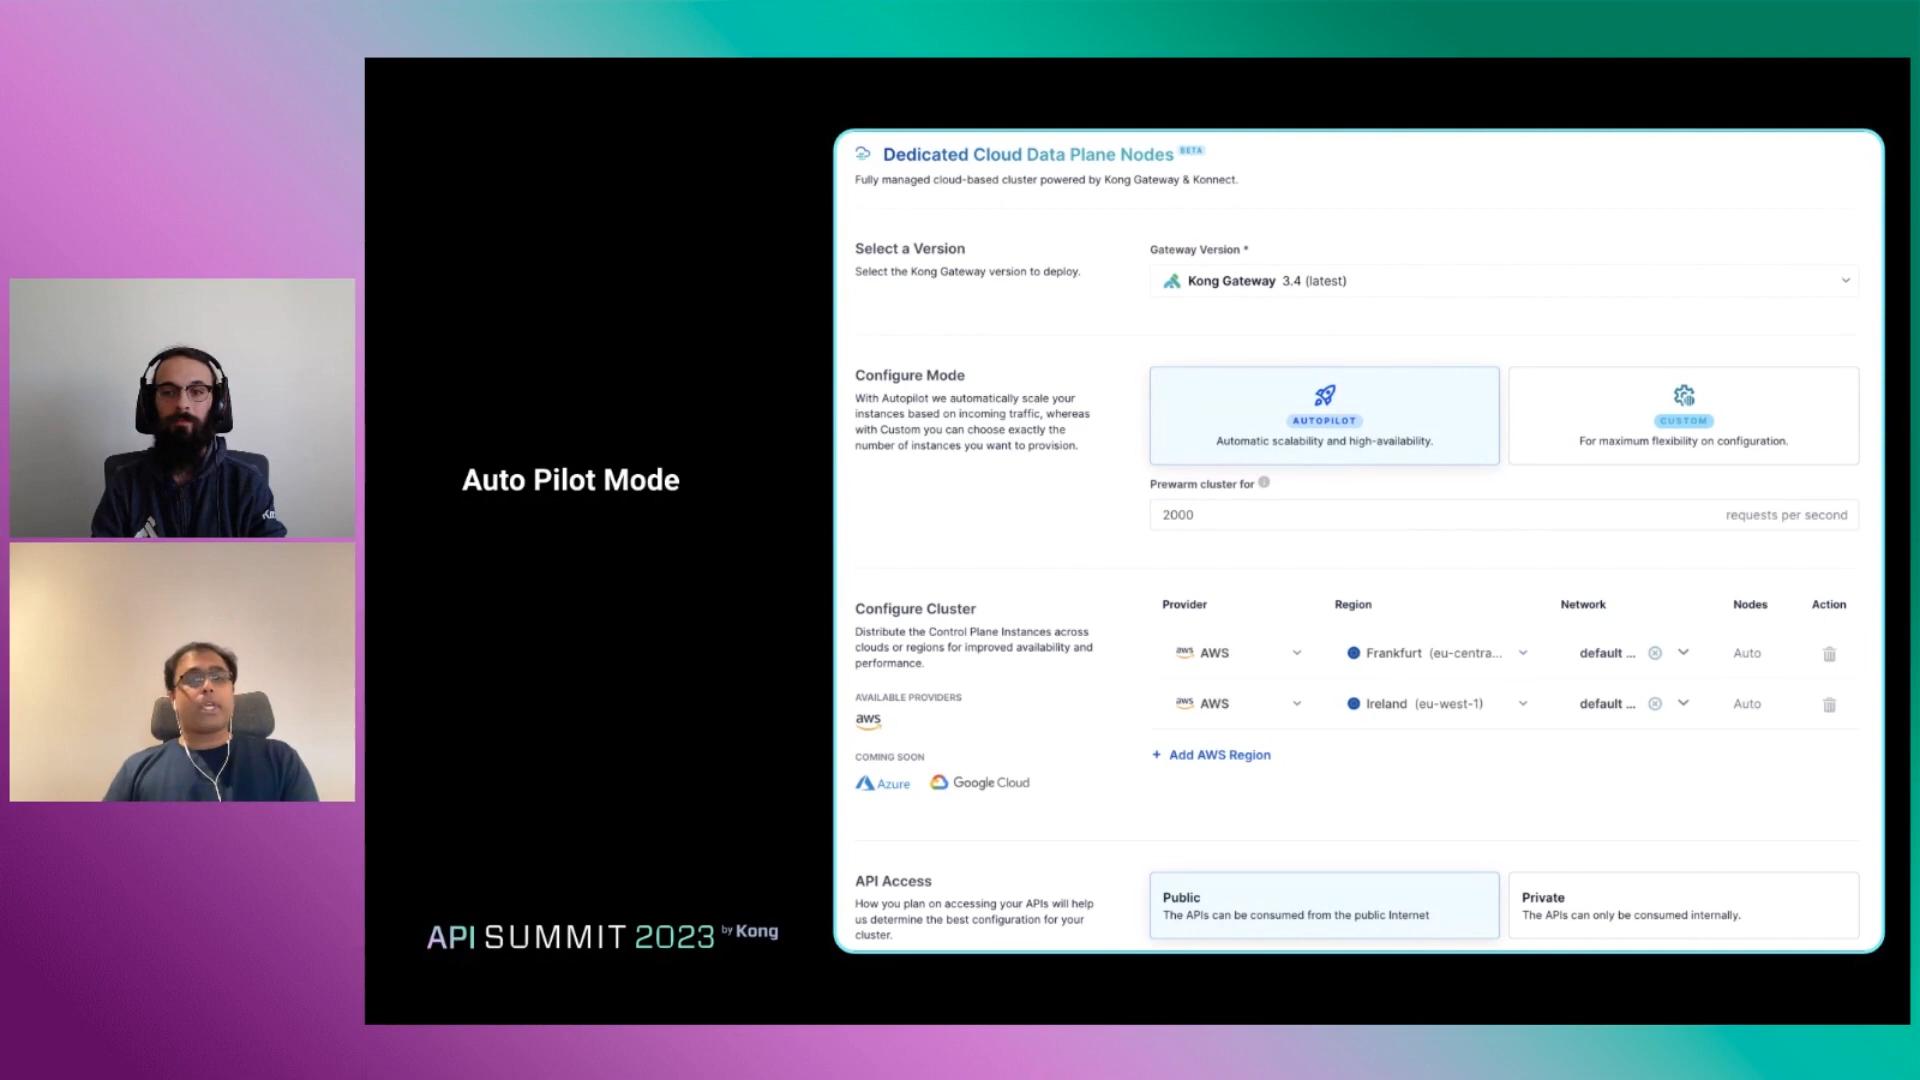 Auto Pilot Mode
API SUMMIT 2023 by Kong
Dedicated Cloud Data Plane Nodes BETA
Fully managed cloud-based cluster powered by Kong Gateway & Konnect.
Select a Version
Select the Kong Gateway version to deploy.
Gateway Version *
Kong Gateway 3.4 (latest)
Configure Mode
With Autopilot we automatically scale your
instances based on incoming traffic, whereas
with Custom you can choose exactly the
number of instances you want to provision.
AUTOPILOT
Automatic scalability and high-availability.
CUSTOM
For maximum flexibility on configuration.
Prewarm cluster for
2000 requests per second
Configure Cluster
Distribute the Control Plane Instances across
clouds or regions for improved availability and
performance.
AVAILABLE PROVIDERS
aws
COMING SOON
Azure Google Cloud
Provider Region Network Nodes Action
aws AWS Frankfurt (eu-centra... default ... Auto
aws AWS Ireland (eu-west-1) default ... Auto
+ Add AWS Region
API Access
How you plan on accessing your APIs will help
us determine the best configuration for your
cluster.
Public
The APIs can be consumed from the public Internet
Private
The APIs can only be consumed internally.